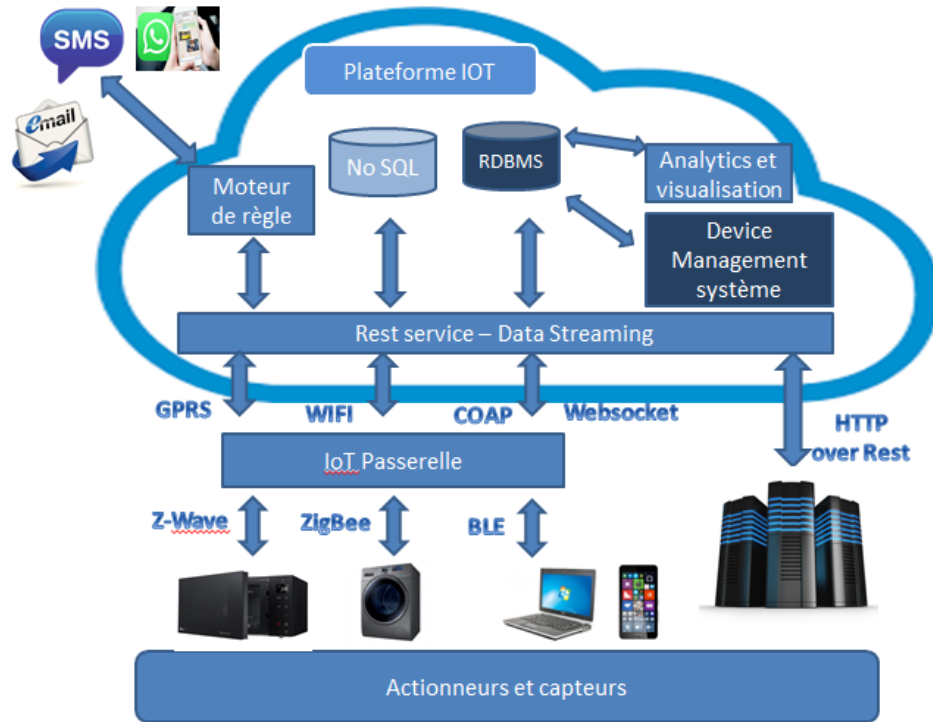 SMS
email
Plateforme IOT
No SQL
RDBMS
Analytics et
visualisation
Moteur
de règle
Device
Management
système
Rest service – Data Streaming
GPRS
WIFI
COAP
Websocket
HTTP
over Rest
IoT Passerelle
Z-Wave
ZigBee
BLE
Actionneurs et capteurs